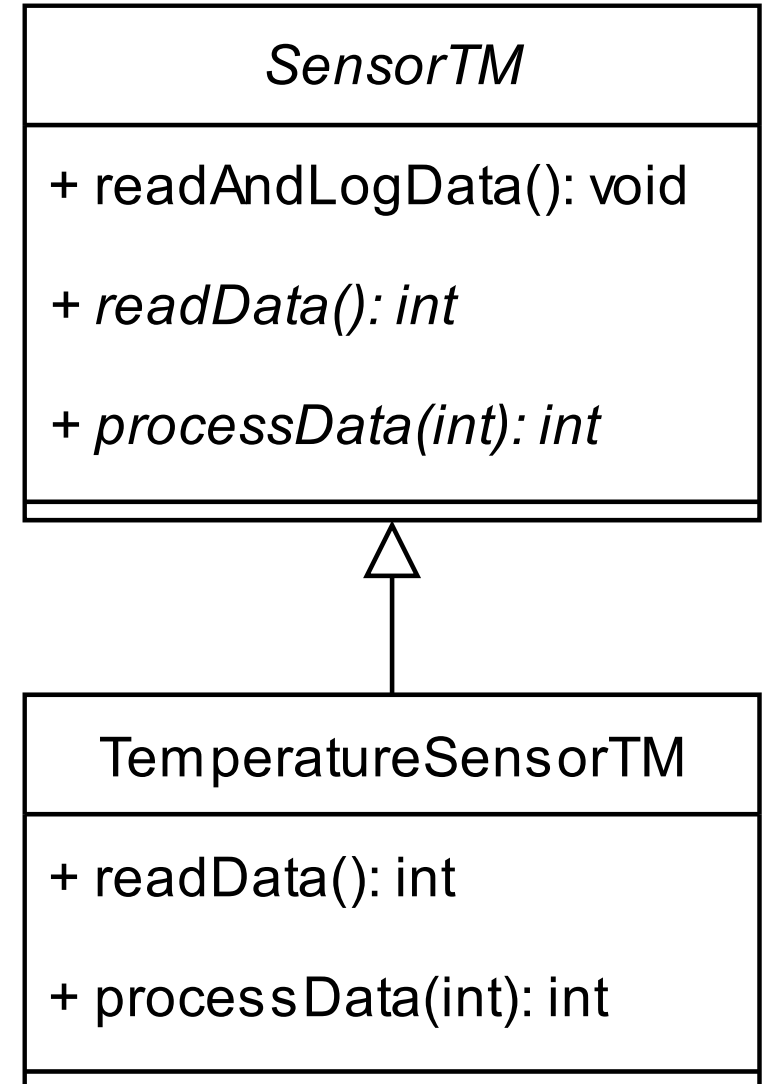 SensorTM
+ readAndLogData(): void
+ readData(): int
+ processData(int): int
TemperatureSensorTM
+ readData(): int
+ processData(int): int